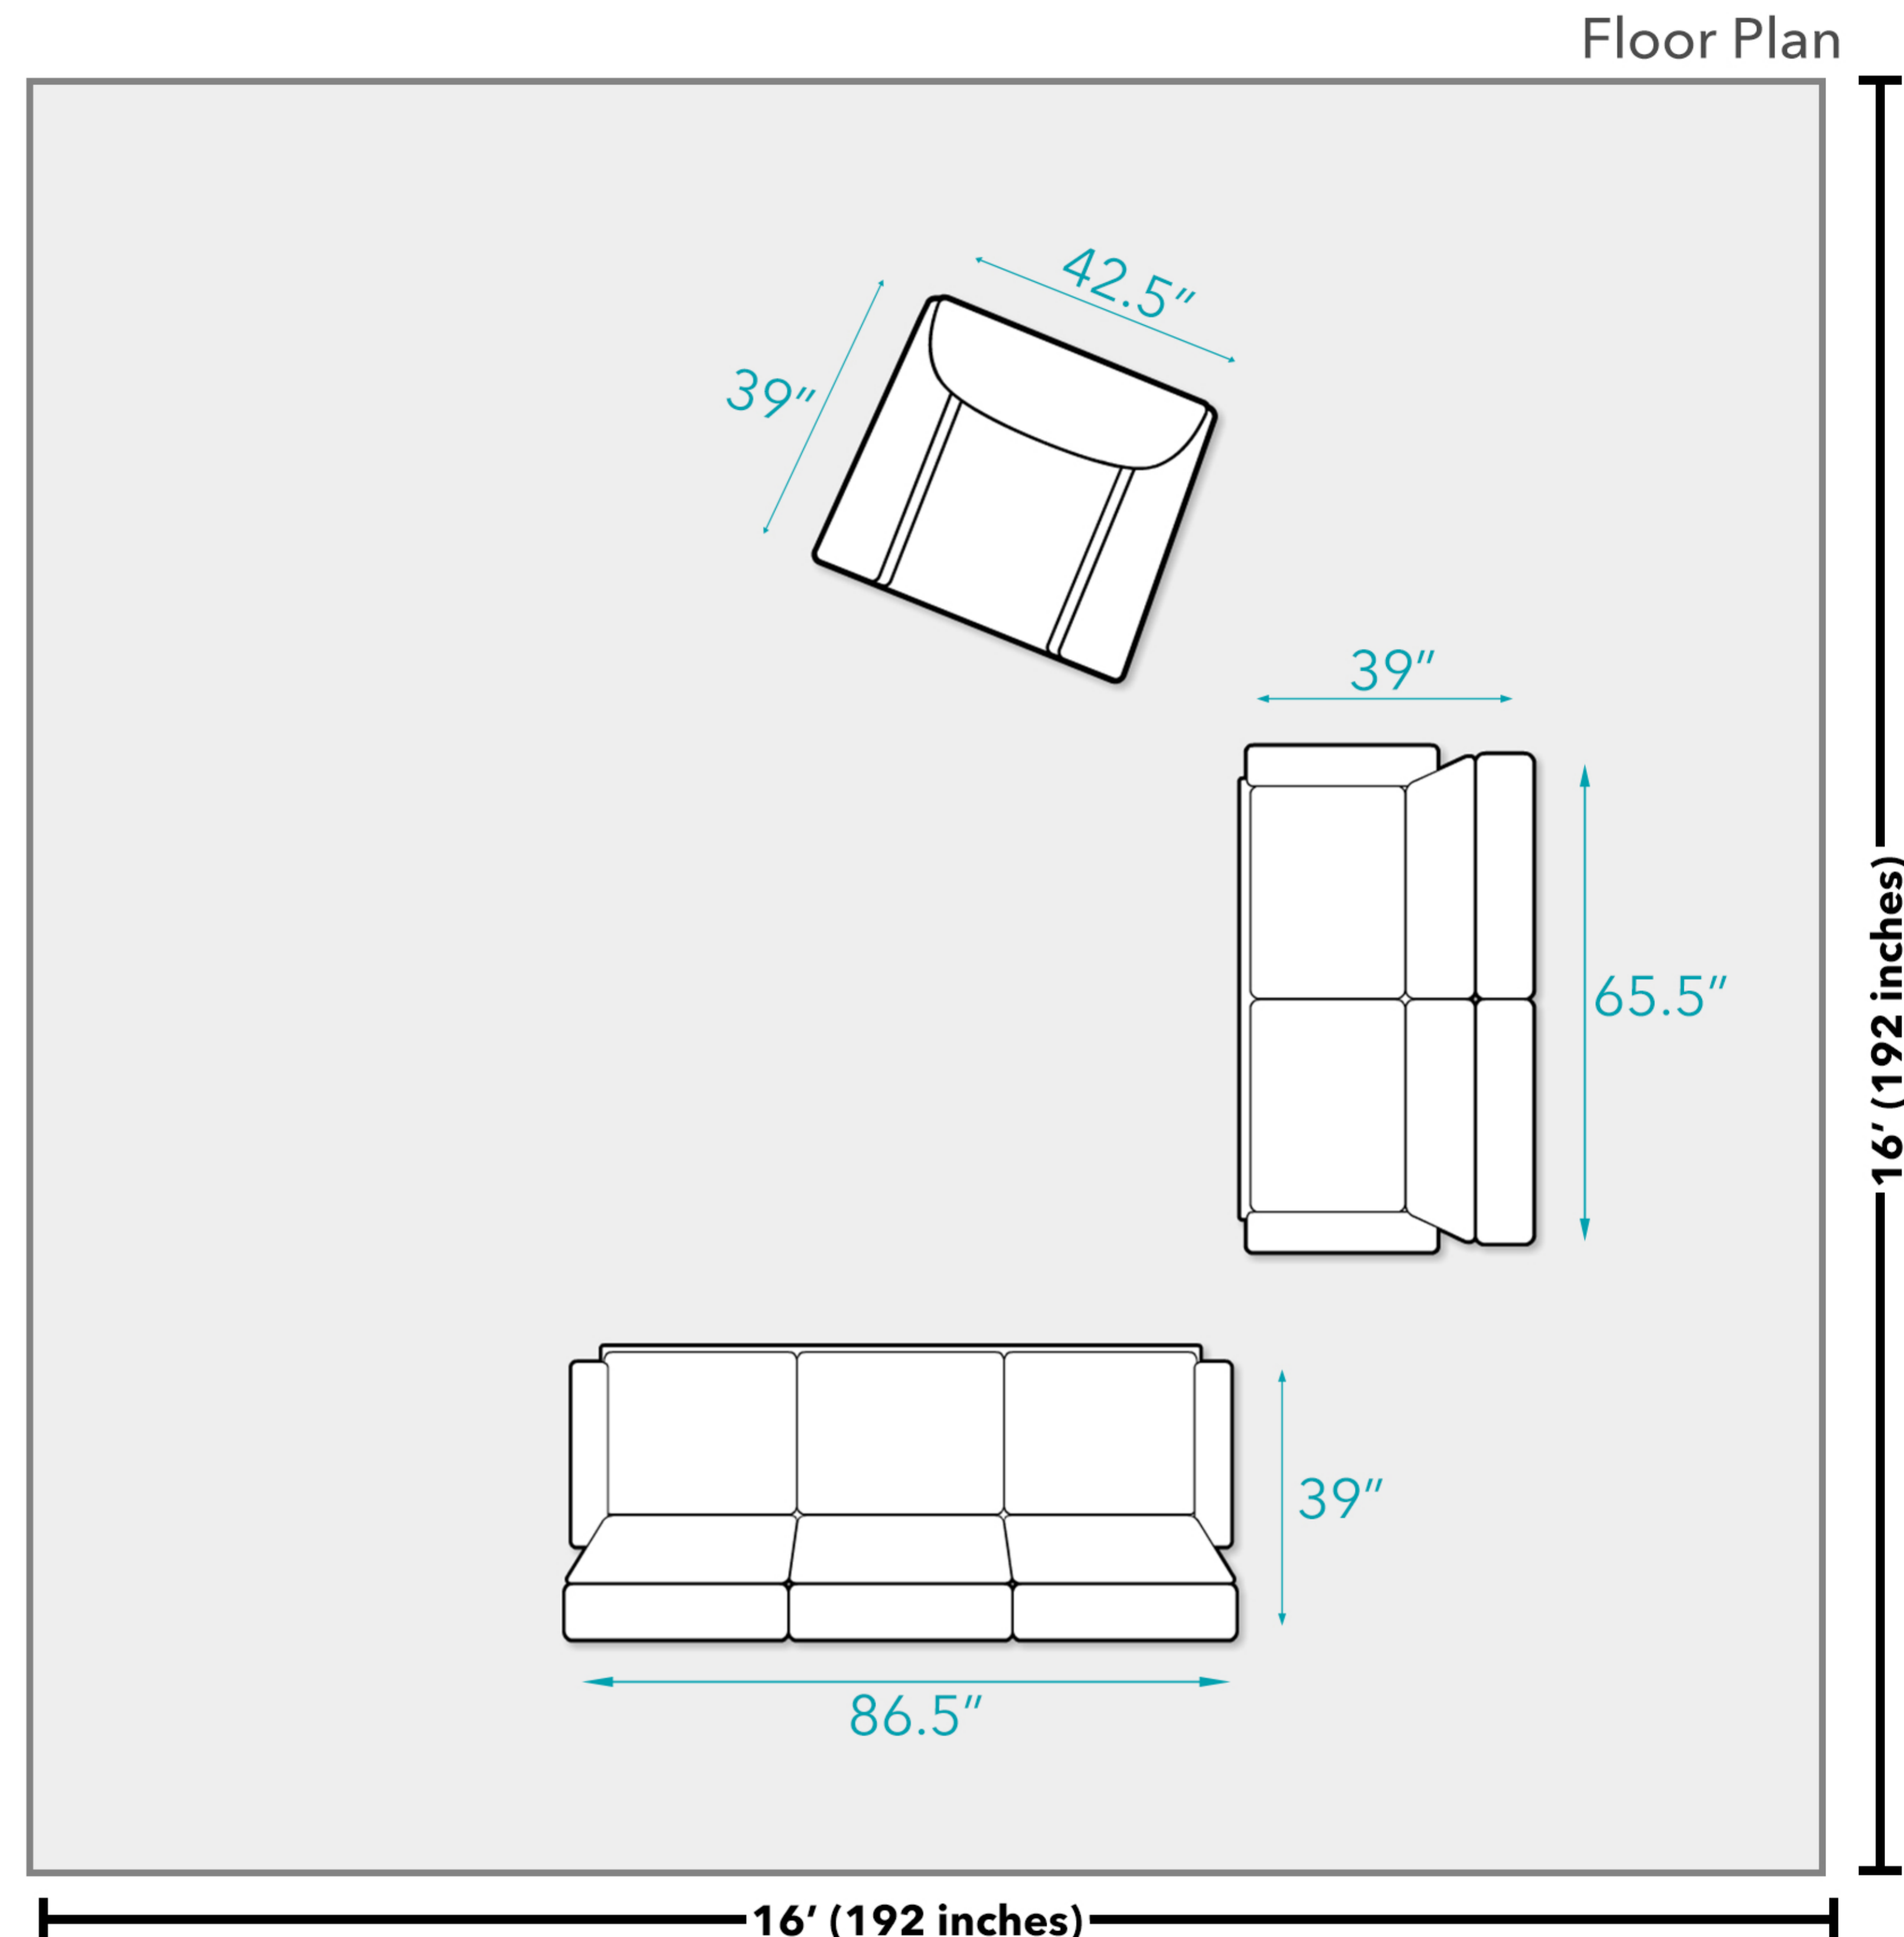 Floor Plan
42.5”
39”
39”
65.5”
16’ (192 inches)
39”
86.5”
16’ (192 inches)